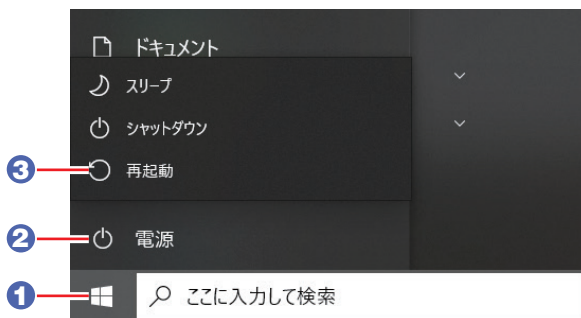 ドキュメント
スリープ
シャットダウン
3 再起動
2 電源
1 ここに入力して検索